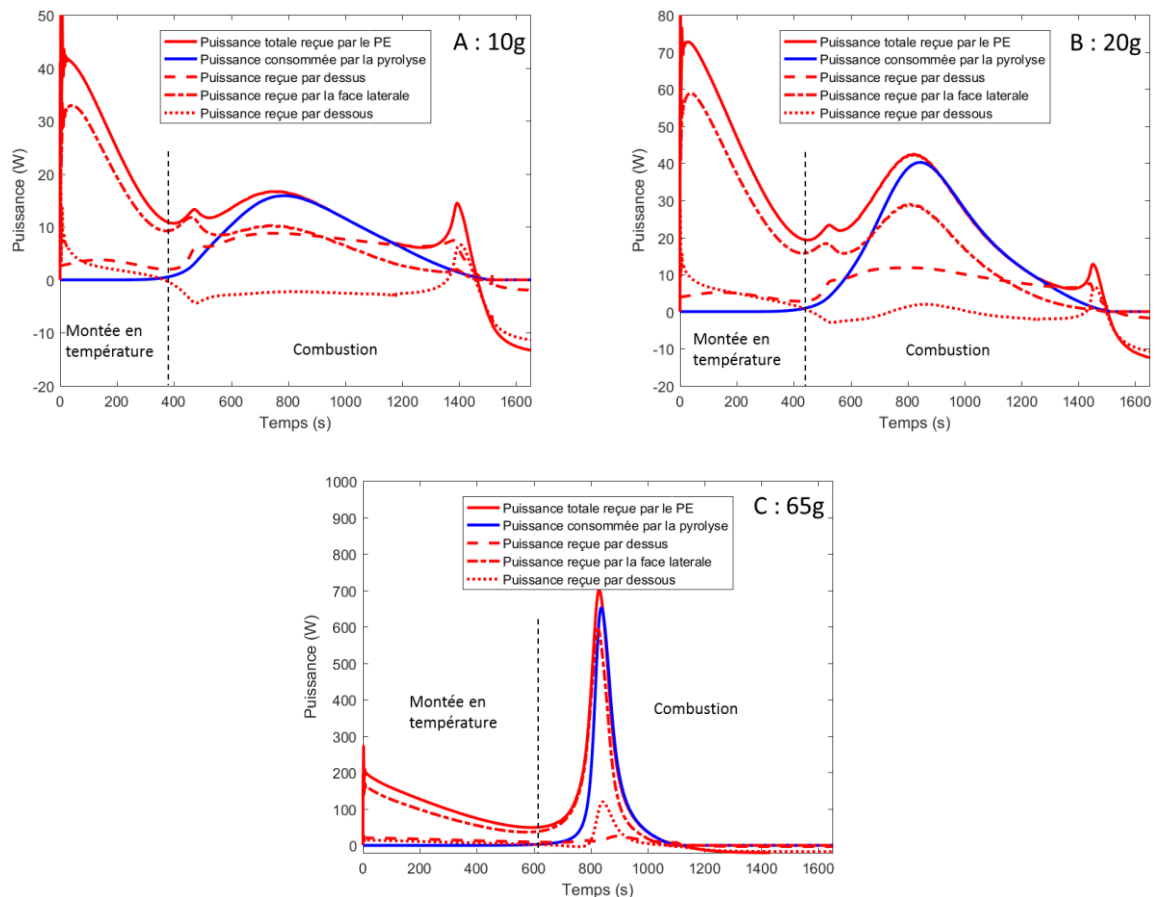 A : 10g
Puissance totale reçue par le PE
Puissance consommée par la pyrolyse
Puissance reçue par dessus
Puissance reçue par la face laterale
Puissance reçue par dessous
Puissance (W)
50
40
30
20
10
0
-10
-20
Montée en
température
Combustion
0 200 400 600 800 1000 1200 1400 1600
Temps (s)
B : 20g
Puissance totale reçue par le PE
Puissance consommée par la pyrolyse
Puissance reçue par dessus
Puissance reçue par la face laterale
Puissance reçue par dessous
Puissance (W)
80
70
60
50
40
30
20
10
0
-10
-20
Montée en
température
Combustion
0 200 400 600 800 1000 1200 1400 1600
Temps (s)
C : 65g
Puissance totale reçue par le PE
Puissance consommée par la pyrolyse
Puissance reçue par dessus
Puissance reçue par la face laterale
Puissance reçue par dessous
Puissance (W)
1000
900
800
700
600
500
400
300
200
100
0
Montée en
température
Combustion
0 200 400 600 800 1000 1200 1400 1600
Temps (s)